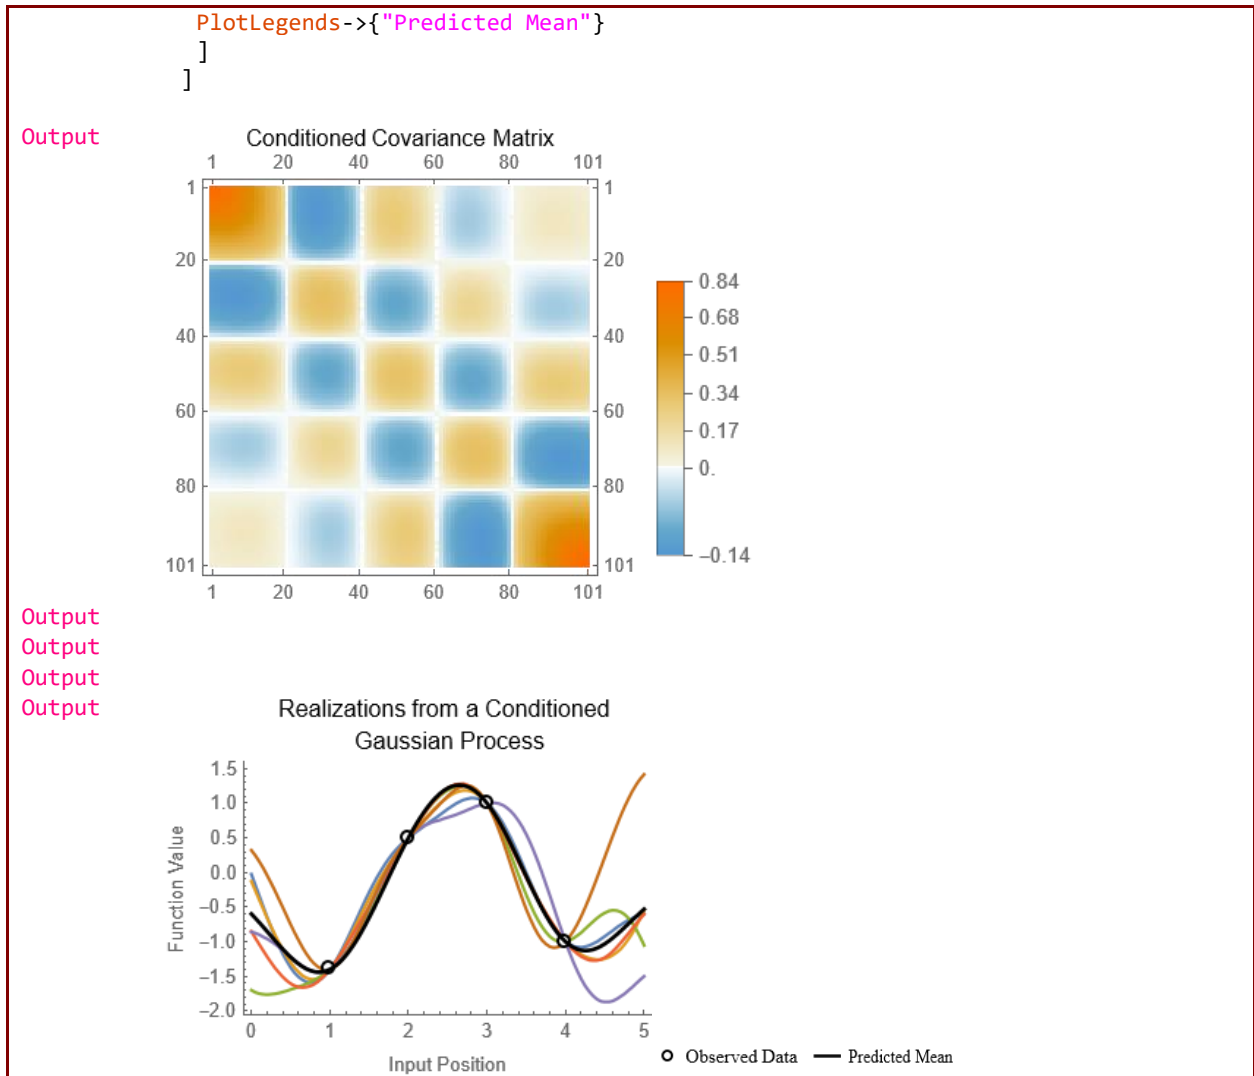 PlotLegends->{"Predicted Mean"}
]
]
Output
Conditioned Covariance Matrix
1 20 40 60 80 101
1 1
20 20
40 40
60 60
80 80
101 101
1 20 40 60 80 101
0.84
0.68
0.51
0.34
0.17
0.
−0.14
Output
Output
Output
Output
Realizations from a Conditioned
Gaussian Process
Function Value
1.5
1.0
0.5
0.0
−0.5
−1.0
−1.5
−2.0
0 1 2 3 4 5
Input Position
Observed Data
Predicted Mean